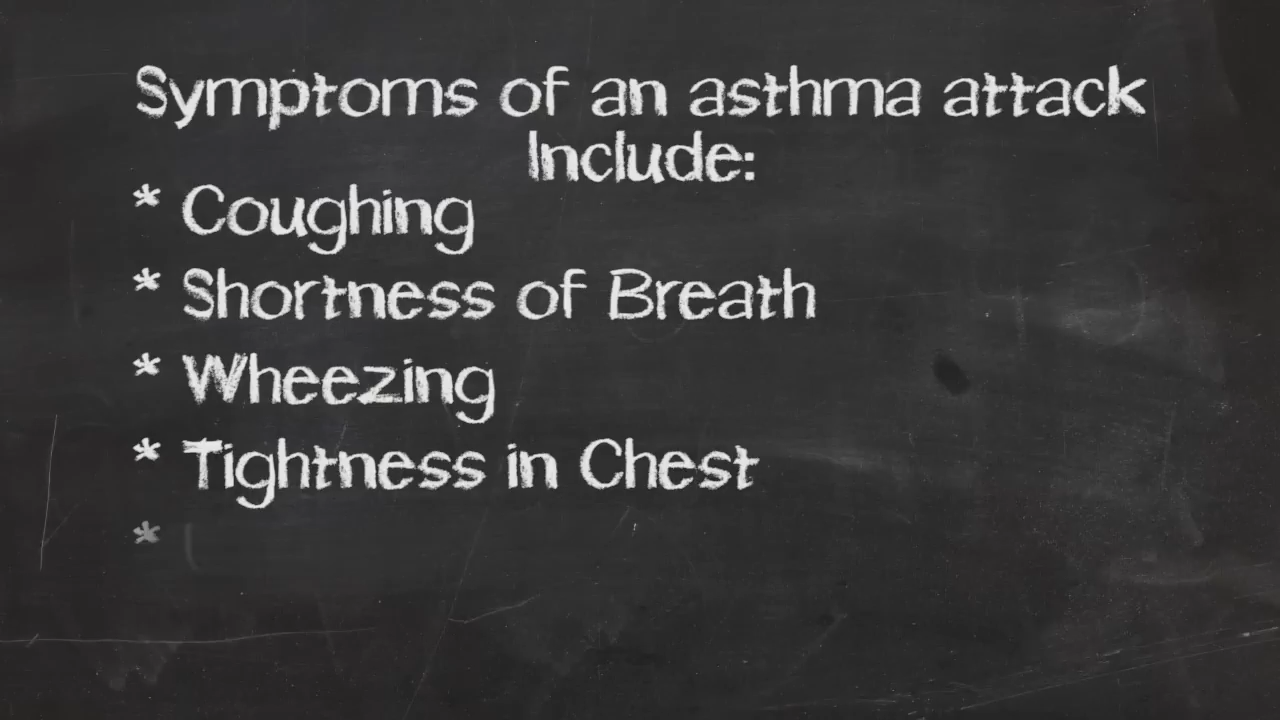 Symptoms of an asthma attack
Include:
* Coughing
* Shortness of Breath
* Wheezing
* Tightness in Chest
*